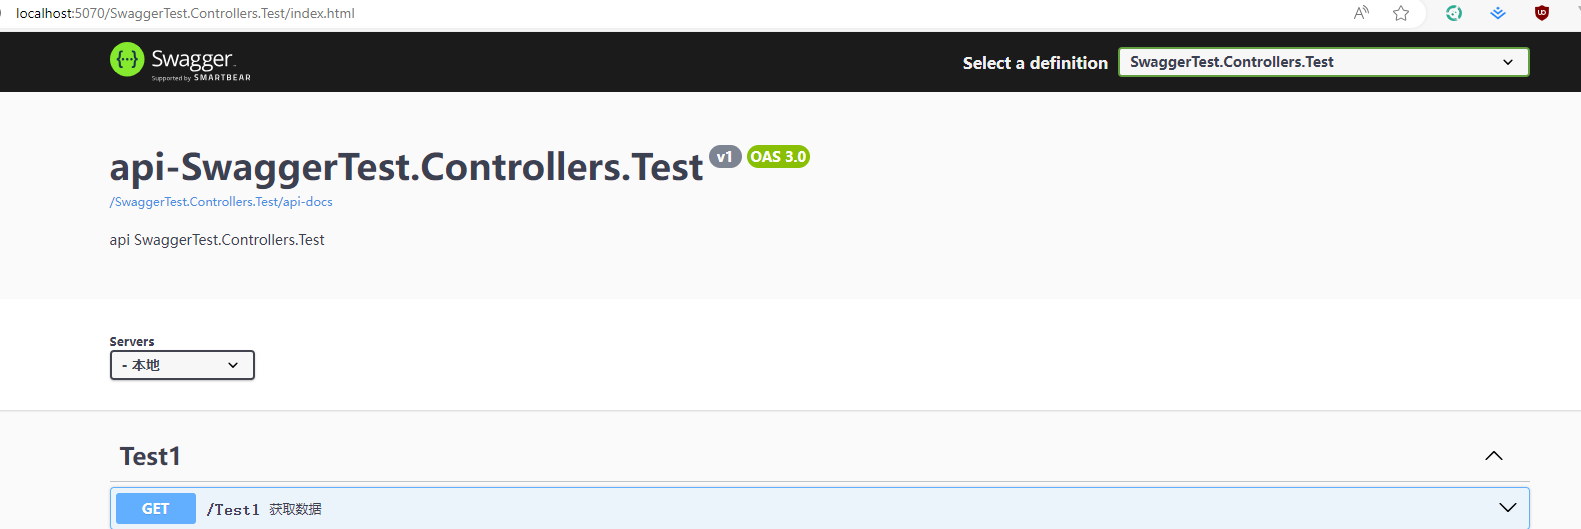 localhost:5070/SwaggerTest.Controllers.Test/index.html
Swagger
Supported by SMARTBEAR
Select a definition
SwaggerTest.Controllers.Test
api-SwaggerTest.Controllers.Test v1 OAS 3.0
/SwaggerTest.Controllers.Test/api-docs
api SwaggerTest.Controllers.Test
Servers
- 本地
Test1
GET /Test1 获取数据